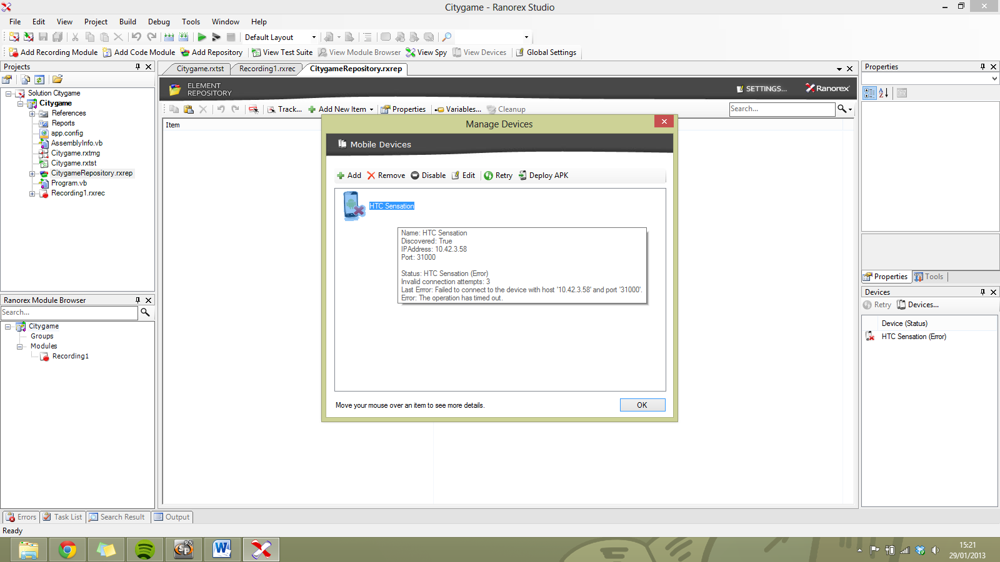 Citygame - Ranorex Studio
File Edit View Project Build Debug Tools Window Help
Default Layout
Add Recording Module Add Code Module Add Repository View Test Suite View Module Browser View Spy View Devices Global Settings
Projects
Solution Citygame
Citygame
References
Reports
app.config
AssemblyInfo.vb
Citygame.rxtmg
Citygame.rxtst
CitygameRepository.rxrep
Program.vb
Recording1.rxrec
Ranorex Module Browser
Search...
Citygame
Groups
Modules
Recording1
Citygame.rxtst Recording1.rxrec CitygameRepository.rxrep
ELEMENT
REPOSITORY
SETTINGS... Ranorex
Track... Add New Item Properties Variables... Cleanup Search...
Item
Manage Devices
Mobile Devices
Add Remove Disable Edit Retry Deploy APK
HTC Sensation
Name: HTC Sensation
Discovered: True
IPAddress: 10.42.3.58
Port: 31000
Status: HTC Sensation (Error)
Invalid connection attempts: 3
Last Error: Failed to connect to the device with host '10.42.3.58' and port '31000'.
Error: The operation has timed out.
Move your mouse over an item to see more details.
OK
Properties
AZ
Properties Tools
Devices
Retry Devices...
Device (Status)
HTC Sensation (Error)
Errors Task List Search Result Output
Ready
9.5
SP
W
15:21
29/01/2013